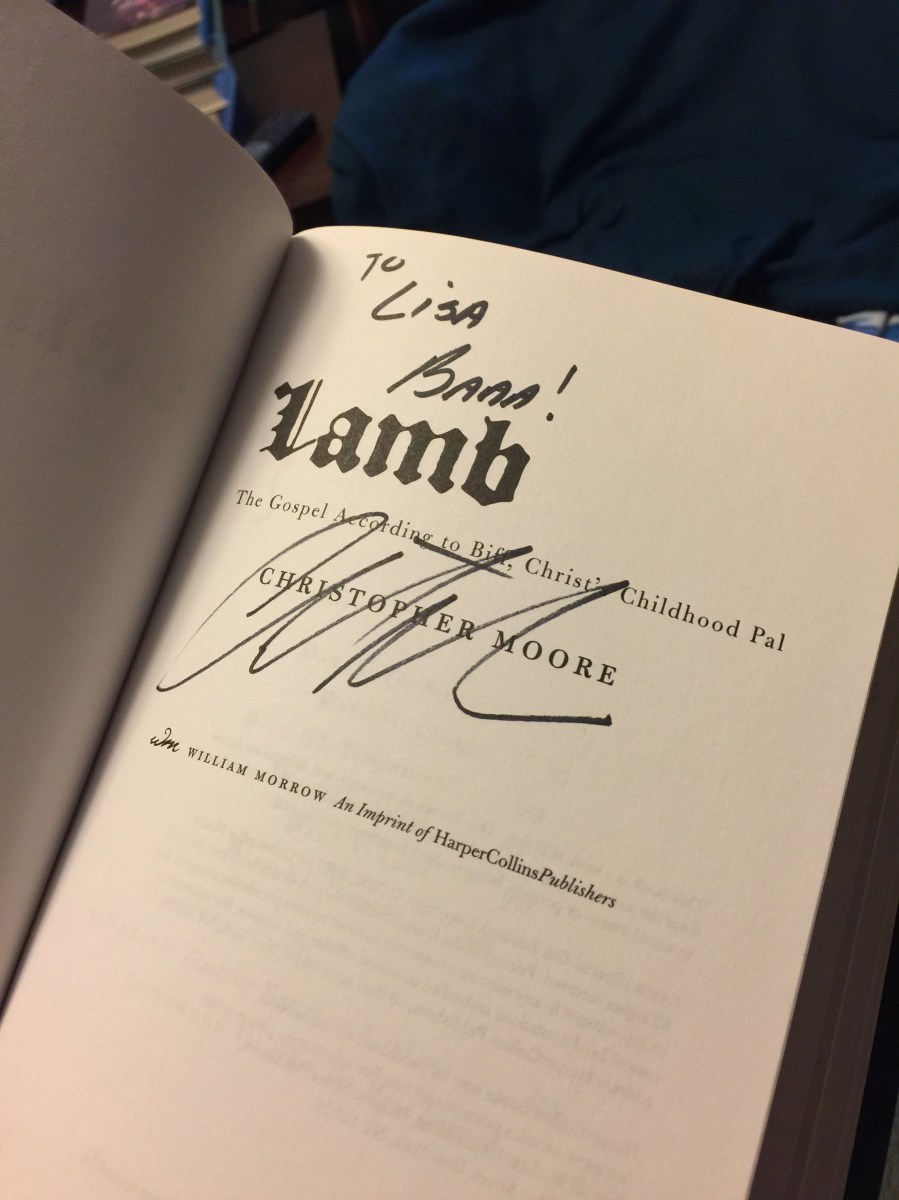 TO
LiSA
BAAA!
Lamb
The Gospel According to Biff, Christ's Childhood Pal
CHRISTOPHER MOORE
wm WILLIAM MORROW An Imprint of HarperCollinsPublishers